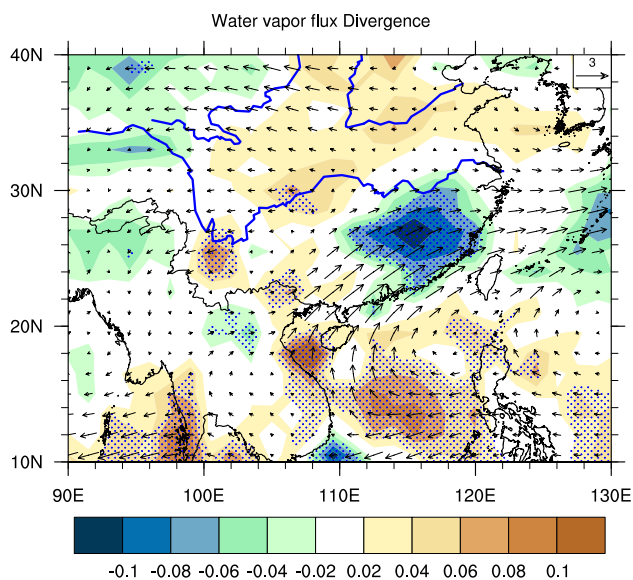 Water vapor flux Divergence
40N
3
30N
20N
10N
90E 100E 110E 120E 130E
-0.1 -0.08 -0.06 -0.04 -0.02 0.02 0.04 0.06 0.08 0.1